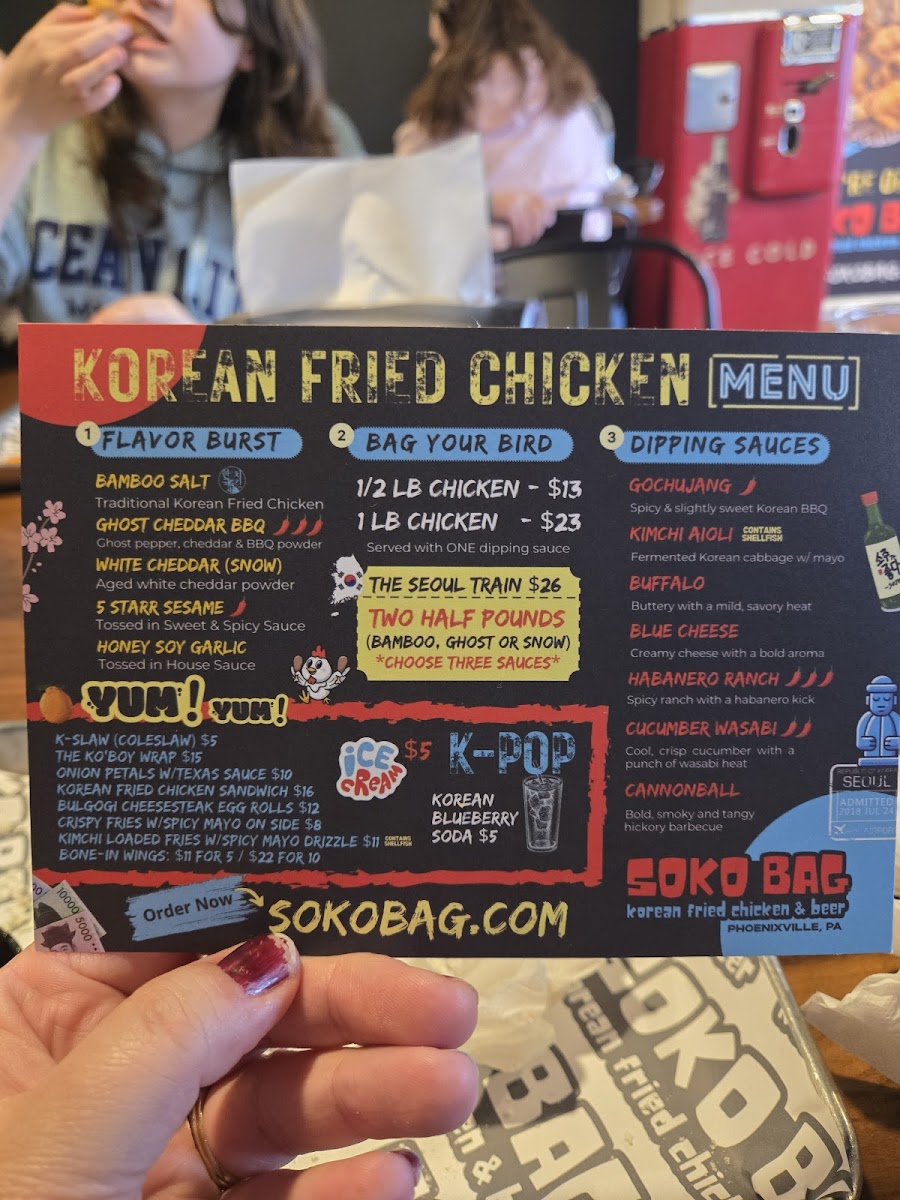 CEAN CIT
ICE COLD
KOREAN FRIED CHICKEN MENU
1 FLAVOR BURST
BAMBOO SALT
Traditional Korean Fried Chicken
GHOST CHEDDAR BBQ
Ghost pepper, cheddar & BBQ powder
WHITE CHEDDAR (SNOW)
Aged white cheddar powder
5 STARR SESAME
Tossed in Sweet & Spicy Sauce
HONEY SOY GARLIC
Tossed in House Sauce
2 BAG YOUR BIRD
1/2 LB CHICKEN - $13
1 LB CHICKEN - $23
Served with ONE dipping sauce
THE SEOUL TRAIN $26
TWO HALF POUNDS
(BAMBOO, GHOST OR SNOW)
*CHOOSE THREE SAUCES*
3 DIPPING SAUCES
GOCHUJANG
Spicy & slightly sweet Korean BBQ
KIMCHI AIOLI CONTAINS SHELLFISH
Fermented Korean cabbage w/ mayo
BUFFALO
Buttery with a mild, savory heat
BLUE CHEESE
Creamy cheese with a bold aroma
HABANERO RANCH
Spicy ranch with a habanero kick
CUCUMBER WASABI
Cool, crisp cucumber with a
punch of wasabi heat
CANNONBALL
Bold, smoky and tangy
hickory barbecue
YUM! YUM!
K-SLAW (COLESLAW) $5
THE KO'BOY WRAP $15
ONION PETALS W/TEXAS SAUCE $10
KOREAN FRIED CHICKEN SANDWICH $16
BULGOGI CHEESESTEAK EGG ROLLS $12
CRISPY FRIES W/SPICY MAYO ON SIDE $8
KIMCHI LOADED FRIES W/SPICY MAYO DRIZZLE $11 CONTAINS SHELLFISH
BONE-IN WINGS: $11 FOR 5 / $22 FOR 10
ICE CREAM $5
K-POP
KOREAN
BLUEBERRY
SODA $5
SEOUL
ADMITTED
2018 JUL 24
Order Now
SOKOBAG.COM
SOKO BAG
korean fried chicken & beer
PHOENIXVILLE, PA
10000
5000